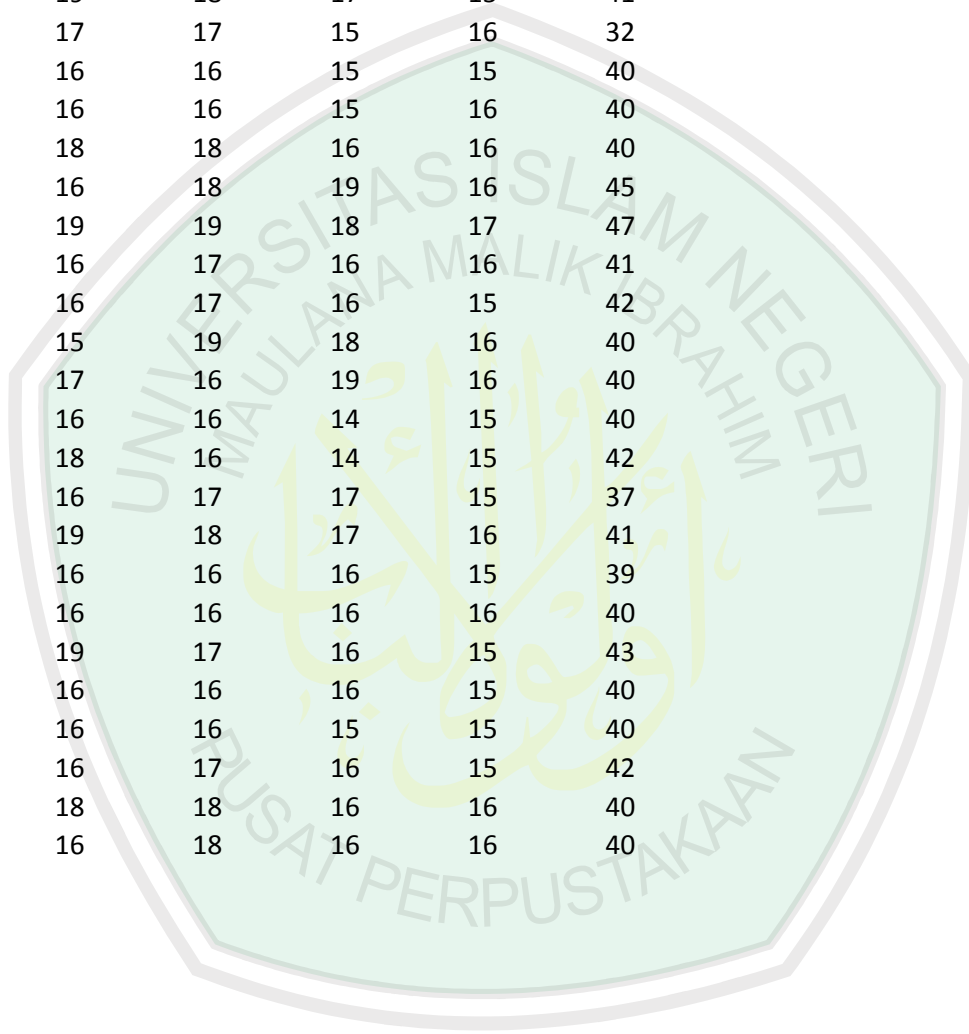 17 17 15 16 32
16 16 15 15 40
16 16 15 16 40
18 18 16 16 40
16 18 19 16 45
19 19 18 17 47
16 17 16 16 41
16 17 16 15 42
15 19 18 16 40
17 16 19 16 40
16 16 14 15 40
18 16 14 15 42
16 17 17 15 37
19 18 17 16 41
16 16 16 15 39
16 16 16 16 40
19 17 16 15 43
16 16 16 15 40
16 16 15 15 40
16 17 16 15 42
18 18 16 16 40
16 18 16 16 40
UNIVERSITAS ISLAM NEGERI
MAULANA MALIK IBRAHIM
PUSAT PERPUSTAKAAN